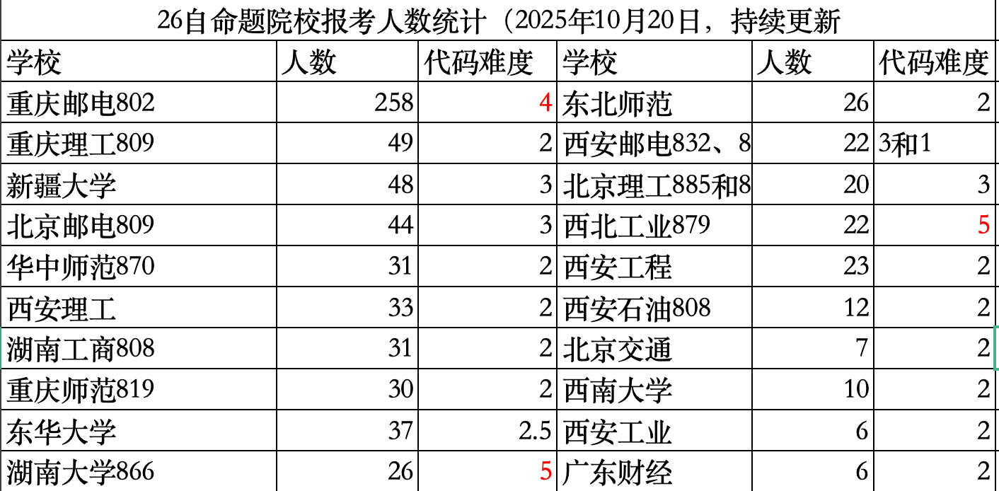 26自命题院校报考人数统计（2025年10月20日，持续更新
学校 人数 代码难度 学校 人数 代码难度
重庆邮电802 258 4 东北师范 26 2
重庆理工809 49 2 西安邮电832、8 22 3和1
新疆大学 48 3 北京理工885和8 20 3
北京邮电809 44 3 西北工业879 22 5
华中师范870 31 2 西安工程 23 2
西安理工 33 2 西安石油808 12 2
湖南工商808 31 2 北京交通 7 2
重庆师范819 30 2 西南大学 10 2
东华大学 37 2.5 西安工业 6 2
湖南大学866 26 5 广东财经 6 2